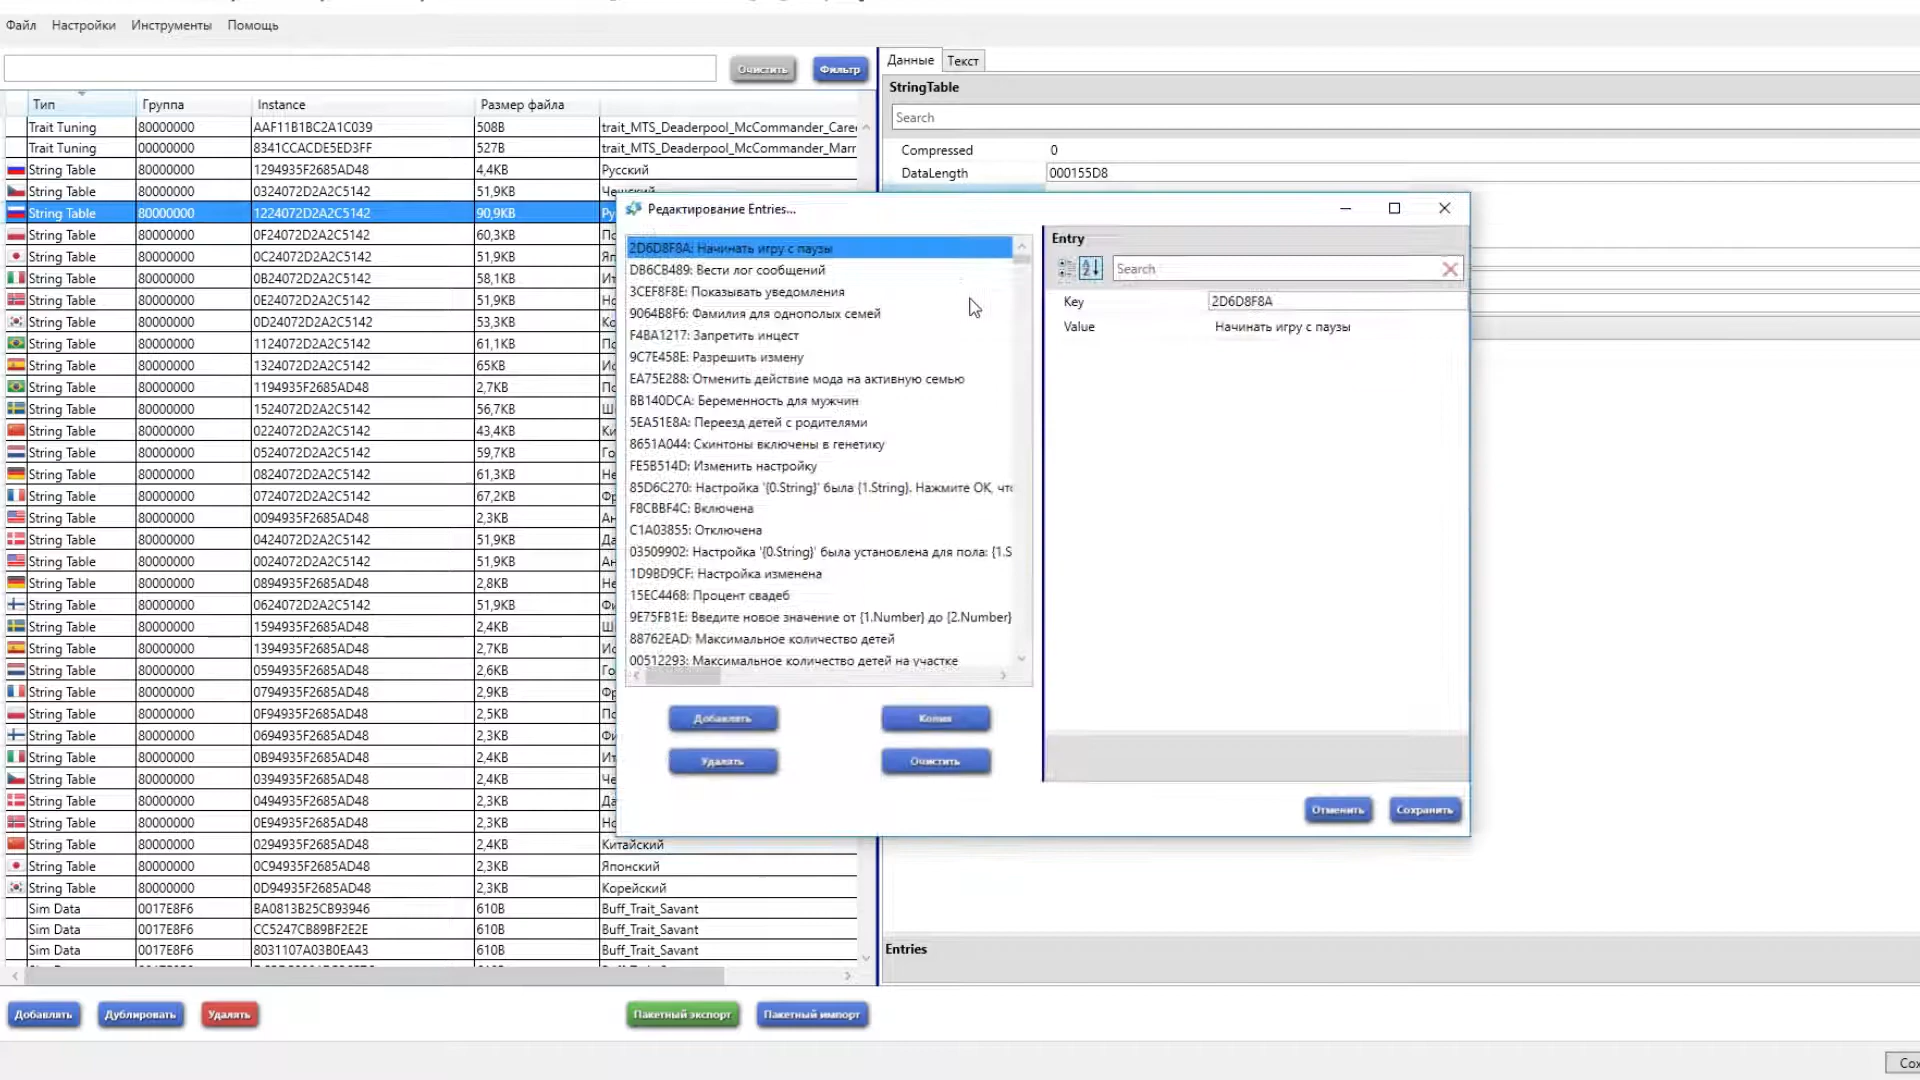 Файл Настройки Инструменты Помощь
Очистить Фильтр
Тип Группа Instance Размер файла
Trait Tuning 80000000 AAF11B1BC2A1C039 508B trait_MTS_Deaderpool_McCommander_Caree
Trait Tuning 00000000 8341CCACDE5ED3FF 527B trait_MTS_Deaderpool_McCommander_Marr
String Table 80000000 1294935F2685AD48 4,4KB Русский
String Table 80000000 0324072D2A2C5142 51,9KB Чешский
String Table 80000000 1224072D2A2C5142 90,9KB Ру
String Table 80000000 0F24072D2A2C5142 60,3KB По
String Table 80000000 0C24072D2A2C5142 51,9KB Яп
String Table 80000000 0B24072D2A2C5142 58,1KB Ит
String Table 80000000 0E24072D2A2C5142 51,9KB Но
String Table 80000000 0D24072D2A2C5142 53,3KB Ко
String Table 80000000 1124072D2A2C5142 61,1KB По
String Table 80000000 1324072D2A2C5142 65KB Ис
String Table 80000000 1194935F2685AD48 2,7KB По
String Table 80000000 1524072D2A2C5142 56,7KB Ш
String Table 80000000 0224072D2A2C5142 43,4KB Ки
String Table 80000000 0524072D2A2C5142 59,7KB Го
String Table 80000000 0824072D2A2C5142 61,3KB Не
String Table 80000000 0724072D2A2C5142 67,2KB Фр
String Table 80000000 0094935F2685AD48 2,3KB Ан
String Table 80000000 0424072D2A2C5142 51,9KB Да
String Table 80000000 0024072D2A2C5142 51,9KB Ан
String Table 80000000 0894935F2685AD48 2,8KB Не
String Table 80000000 0624072D2A2C5142 51,9KB Фи
String Table 80000000 1594935F2685AD48 2,4KB Ш
String Table 80000000 1394935F2685AD48 2,7KB Ис
String Table 80000000 0594935F2685AD48 2,6KB Го
String Table 80000000 0794935F2685AD48 2,9KB Фр
String Table 80000000 0F94935F2685AD48 2,5KB По
String Table 80000000 0694935F2685AD48 2,3KB Фи
String Table 80000000 0B94935F2685AD48 2,4KB Ит
String Table 80000000 0394935F2685AD48 2,4KB Че
String Table 80000000 0494935F2685AD48 2,3KB Да
String Table 80000000 0E94935F2685AD48 2,3KB Но
String Table 80000000 0294935F2685AD48 2,4KB Китайский
String Table 80000000 0C94935F2685AD48 2,3KB Японский
String Table 80000000 0D94935F2685AD48 2,3KB Корейский
Sim Data 0017E8F6 BA0813B25CB93946 610B Buff_Trait_Savant
Sim Data 0017E8F6 CC5247CB89BF2E2E 610B Buff_Trait_Savant
Sim Data 0017E8F6 8031107A03B0EA43 610B Buff_Trait_Savant
Добавлять Дублировать Удалять Пакетный экспорт Пакетный импорт
Данные Текст
StringTable
Search
Compressed 0
DataLength 000155D8
Entries
Сох
Редактирование Entries...
2D6D8F8A: Начинать игру с паузы
DB6CB489: Вести лог сообщений
3CEF8F8E: Показывать уведомления
9064B8F6: Фамилия для однополых семей
F4BA1217: Запретить инцест
9C7E458E: Разрешить измену
EA75E288: Отменить действие мода на активную семью
BB140DCA: Беременность для мужчин
5EA51E8A: Переезд детей с родителями
8651A044: Скинтоны включены в генетику
FE5B514D: Изменить настройку
85D6C270: Настройка '{0.String}' была {1.String}. Нажмите ОК, что
F8CBBF4C: Включена
C1A03855: Отключена
03509902: Настройка '{0.String}' была установлена для пола: {1.S
1D9BD9CF: Настройка изменена
15EC4468: Процент свадеб
9E75FB1E: Введите новое значение от {1.Number} до {2.Number}
88762EAD: Максимальное количество детей
00512293: Максимальное количество детей на участке
Добавлять Копия
Удалять Очистить
Entry
Search
Key 2D6D8F8A
Value Начинать игру с паузы
Отменить Сохранить